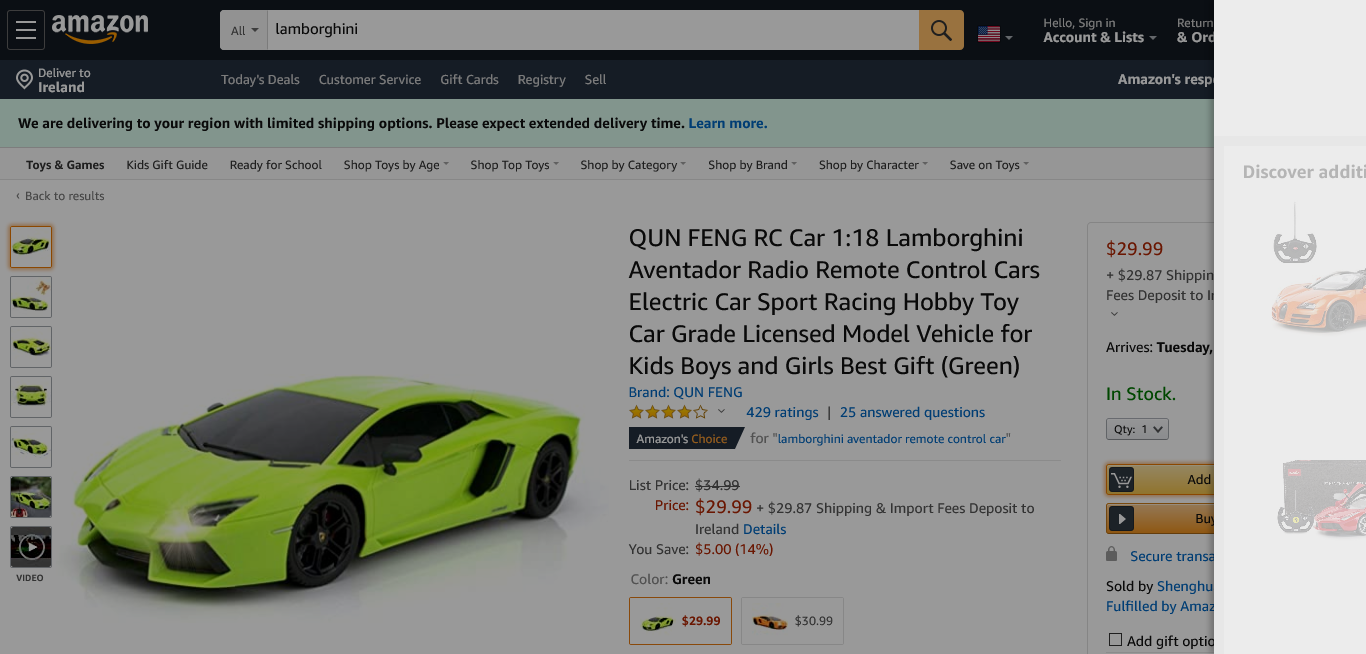 amazon
All
lamborghini
Hello, Sign in
Account & Lists
Return
& Ord
Deliver to
Ireland
Today's Deals
Customer Service
Gift Cards
Registry
Sell
Amazon's resp
We are delivering to your region with limited shipping options. Please expect extended delivery time. Learn more.
Toys & Games
Kids Gift Guide
Ready for School
Shop Toys by Age
Shop Top Toys
Shop by Category
Shop by Brand
Shop by Character
Save on Toys
‹ Back to results
VIDEO
QUN FENG RC Car 1:18 Lamborghini
Aventador Radio Remote Control Cars
Electric Car Sport Racing Hobby Toy
Car Grade Licensed Model Vehicle for
Kids Boys and Girls Best Gift (Green)
Brand: QUN FENG
429 ratings | 25 answered questions
Amazon's Choice for "lamborghini aventador remote control car"
List Price: $34.99
Price: $29.99 + $29.87 Shipping & Import Fees Deposit to
Ireland Details
You Save: $5.00 (14%)
Color: Green
$29.99
$30.99
$29.99
+ $29.87 Shippin
Fees Deposit to Ir
Arrives: Tuesday,
In Stock.
Qty: 1
Add
Buy
Secure transa
Sold by Shenghu
Fulfilled by Amaz
Add gift optio
Discover additi